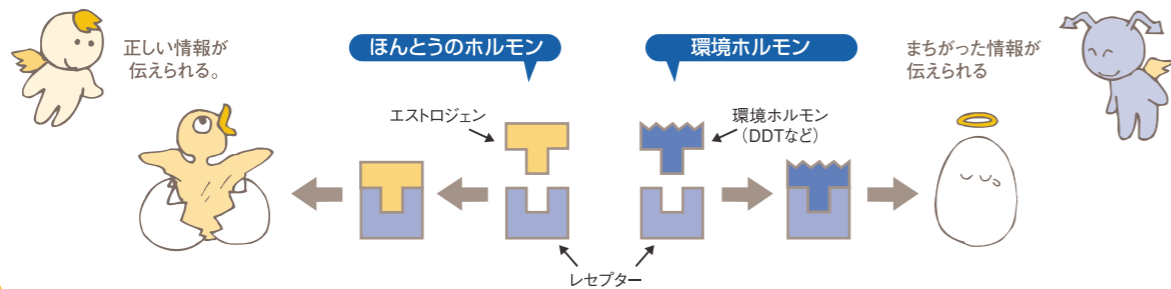 正しい情報が
伝えられる。
ほんとうのホルモン
エストロジェン
環境ホルモン
環境ホルモン
（DDTなど）
まちがった情報が
伝えられる
レセプター